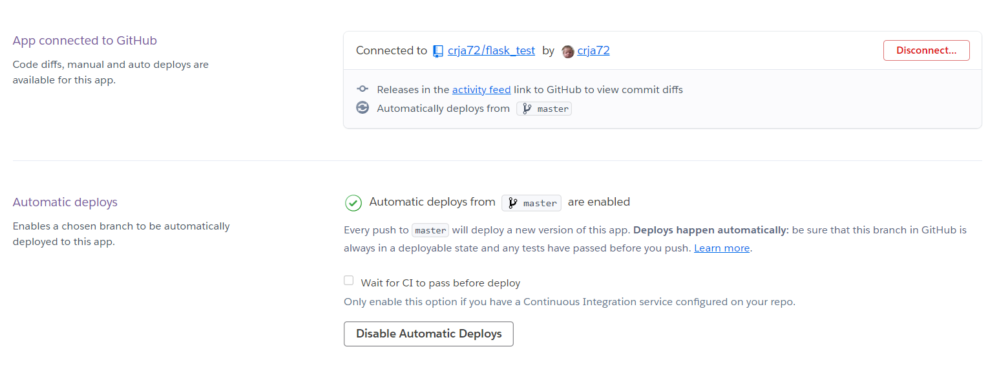 App connected to GitHub
Code diffs, manual and auto deploys are
available for this app.
Connected to crja72/flask_test by crja72
Disconnect...
Releases in the activity feed link to GitHub to view commit diffs
Automatically deploys from master
Automatic deploys
Enables a chosen branch to be automatically
deployed to this app.
Automatic deploys from master are enabled
Every push to master will deploy a new version of this app. Deploys happen automatically: be sure that this branch in GitHub is
always in a deployable state and any tests have passed before you push. Learn more.
Wait for CI to pass before deploy
Only enable this option if you have a Continuous Integration service configured on your repo.
Disable Automatic Deploys